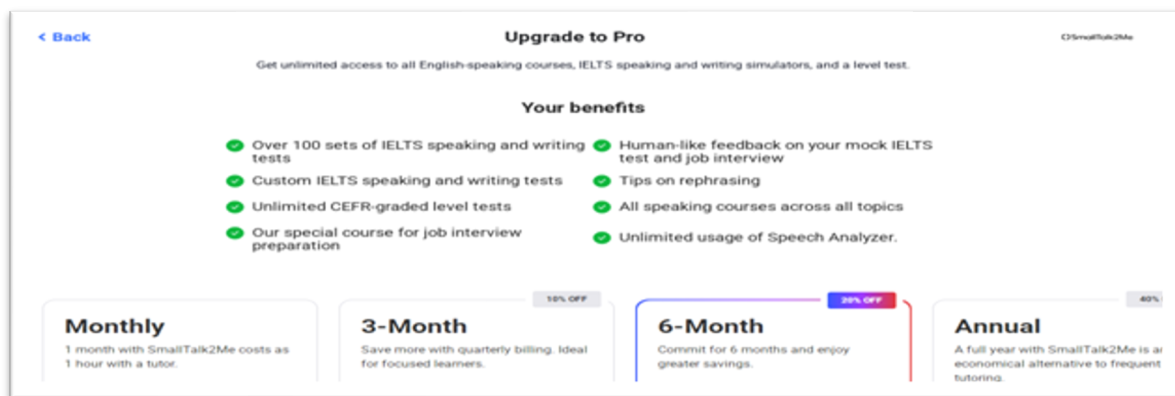 < Back
Upgrade to Pro
SmallTalk2Me
Get unlimited access to all English-speaking courses, IELTS speaking and writing simulators, and a level test.
Your benefits
Over 100 sets of IELTS speaking and writing
tests
Human-like feedback on your mock IELTS
test and job interview
Custom IELTS speaking and writing tests
Tips on rephrasing
Unlimited CEFR-graded level tests
All speaking courses across all topics
Our special course for job interview
preparation
Unlimited usage of Speech Analyzer.
10% OFF
20% OFF
40%
Monthly
1 month with SmallTalk2Me costs as
1 hour with a tutor.
3-Month
Save more with quarterly billing. Ideal
for focused learners.
6-Month
Commit for 6 months and enjoy
greater savings.
Annual
A full year with SmallTalk2Me is
economical alternative to frequent
tutoring.